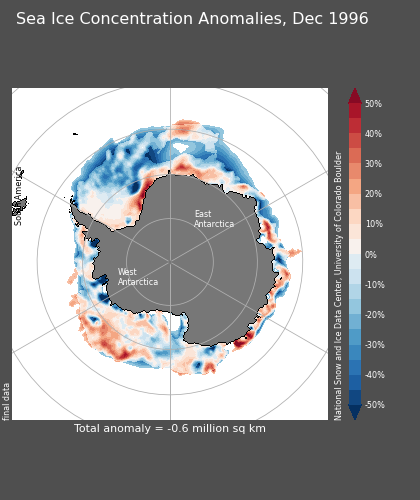 Sea Ice Concentration Anomalies, Dec 1996
South America
East
Antarctica
West
Antarctica
50%
40%
30%
20%
10%
0%
-10%
-20%
-30%
-40%
-50%
National Snow and Ice Data Center, University of Colorado Boulder
final data
Total anomaly = -0.6 million sq km